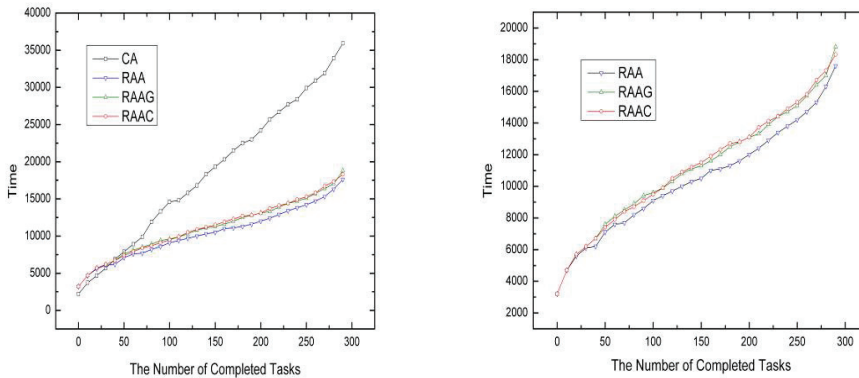 40000
35000
30000
25000
20000
15000
10000
5000
0
Time
CA
RAA
RAAG
RAAC
0 50 100 150 200 250 300
The Number of Completed Tasks
20000
18000
16000
14000
12000
10000
8000
6000
4000
2000
Time
RAA
RAAG
RAAC
0 50 100 150 200 250 300
The Number of Completed Tasks